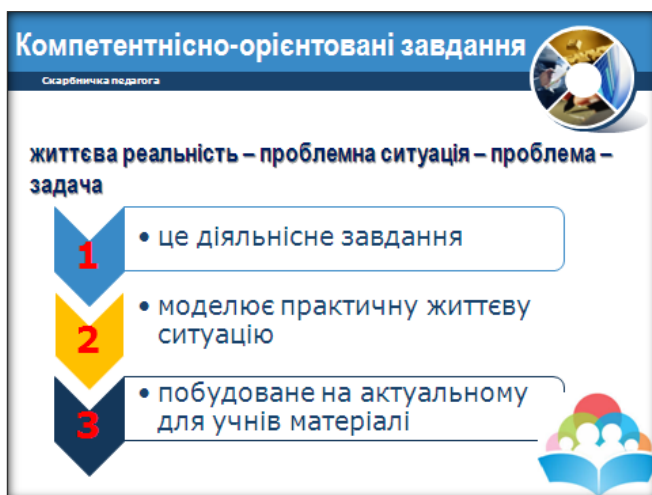 Компетентнісно-орієнтовані завдання
Скарбничка педагога
життєва реальність – проблемна ситуація – проблема –
задача
1
• це діяльнісне завдання
2
• моделює практичну життєву
ситуацію
3
• побудоване на актуальному
для учнів матеріалі